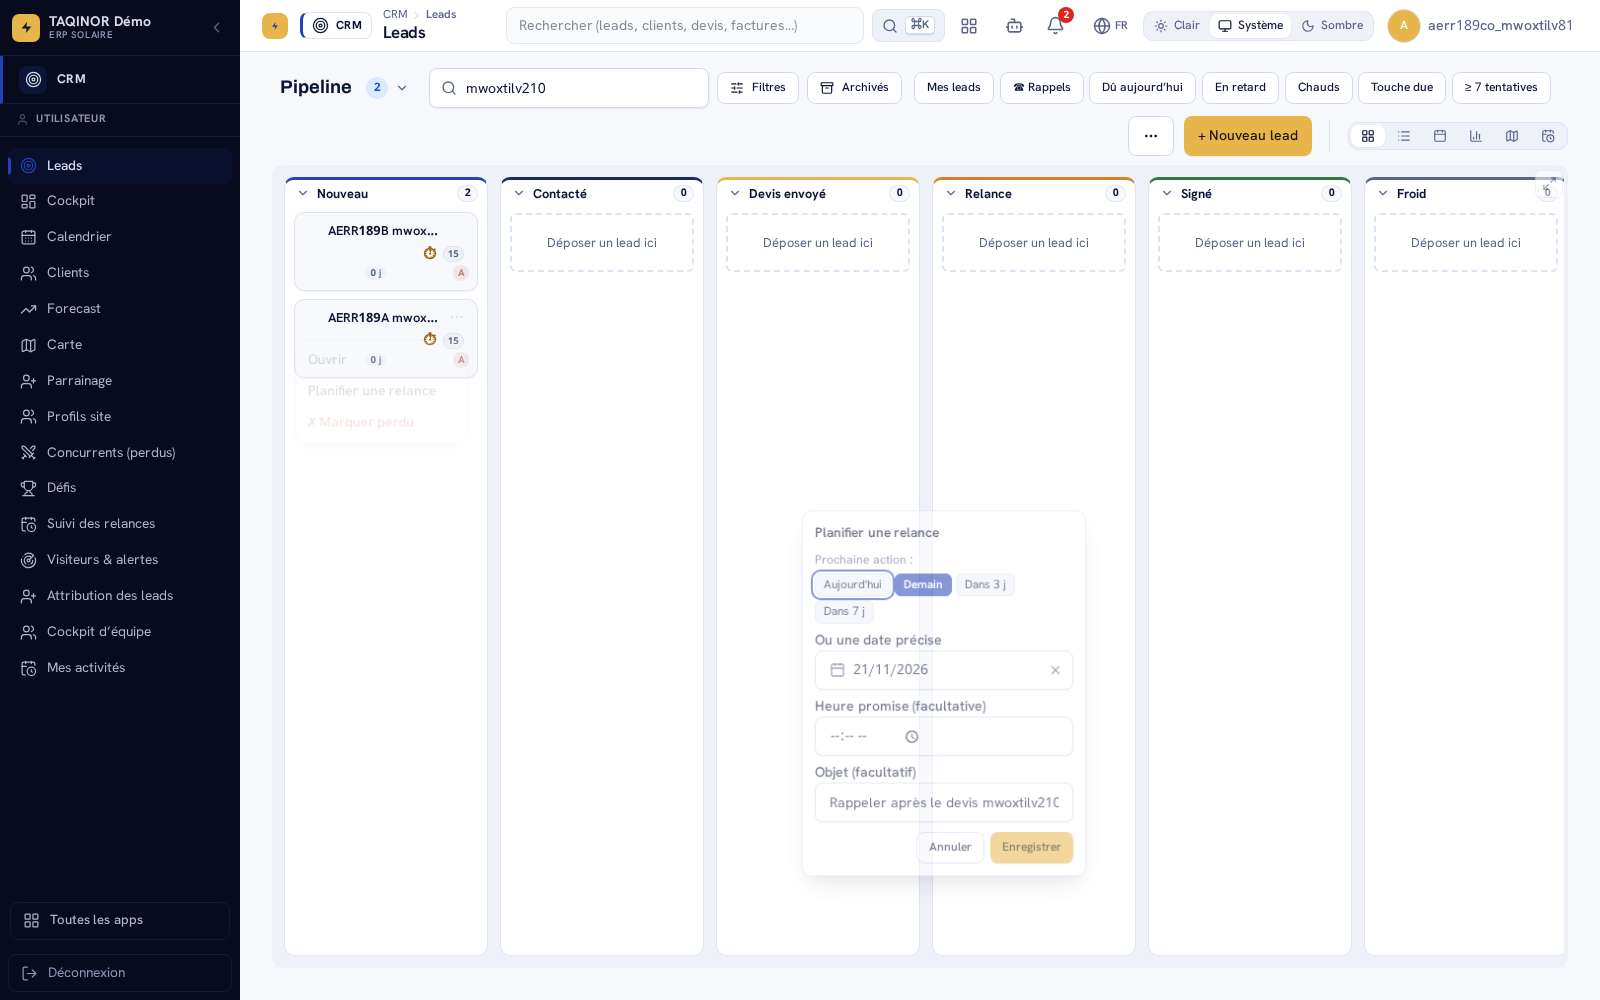 TAQINOR Démo
ERP SOLAIRE
CRM
UTILISATEUR
Leads
Cockpit
Calendrier
Clients
Forecast
Carte
Parrainage
Profils site
Concurrents (perdus)
Défis
Suivi des relances
Visiteurs & alertes
Attribution des leads
Cockpit d’équipe
Mes activités
Toutes les apps
Déconnexion
CRM
CRM Leads
Leads
Rechercher (leads, clients, devis, factures...)
⌘K
2
FR
Clair
Système
Sombre
A
aerr189co_mwoxtilv81
Pipeline 2
mwoxtilv210
Filtres
Archivés
Mes leads
☎ Rappels
Dû aujourd’hui
En retard
Chauds
Touche due
≥ 7 tentatives
...
+ Nouveau lead
Nouveau 2
AERR189B mwox...
15
0 j
A
AERR189A mwox...
...
15
Ouvrir
0 j
A
Planifier une relance
✗ Marquer perdu
Contacté 0
Déposer un lead ici
Devis envoyé 0
Déposer un lead ici
Relance 0
Déposer un lead ici
Signé 0
Déposer un lead ici
Froid 0
Déposer un lead ici
Planifier une relance
Prochaine action :
Aujourd'hui Demain Dans 3 j
Dans 7 j
Ou une date précise
21/11/2026
Heure promise (facultative)
--:-- --
Objet (facultatif)
Rappeler après le devis mwoxtilv210
Annuler
Enregistrer